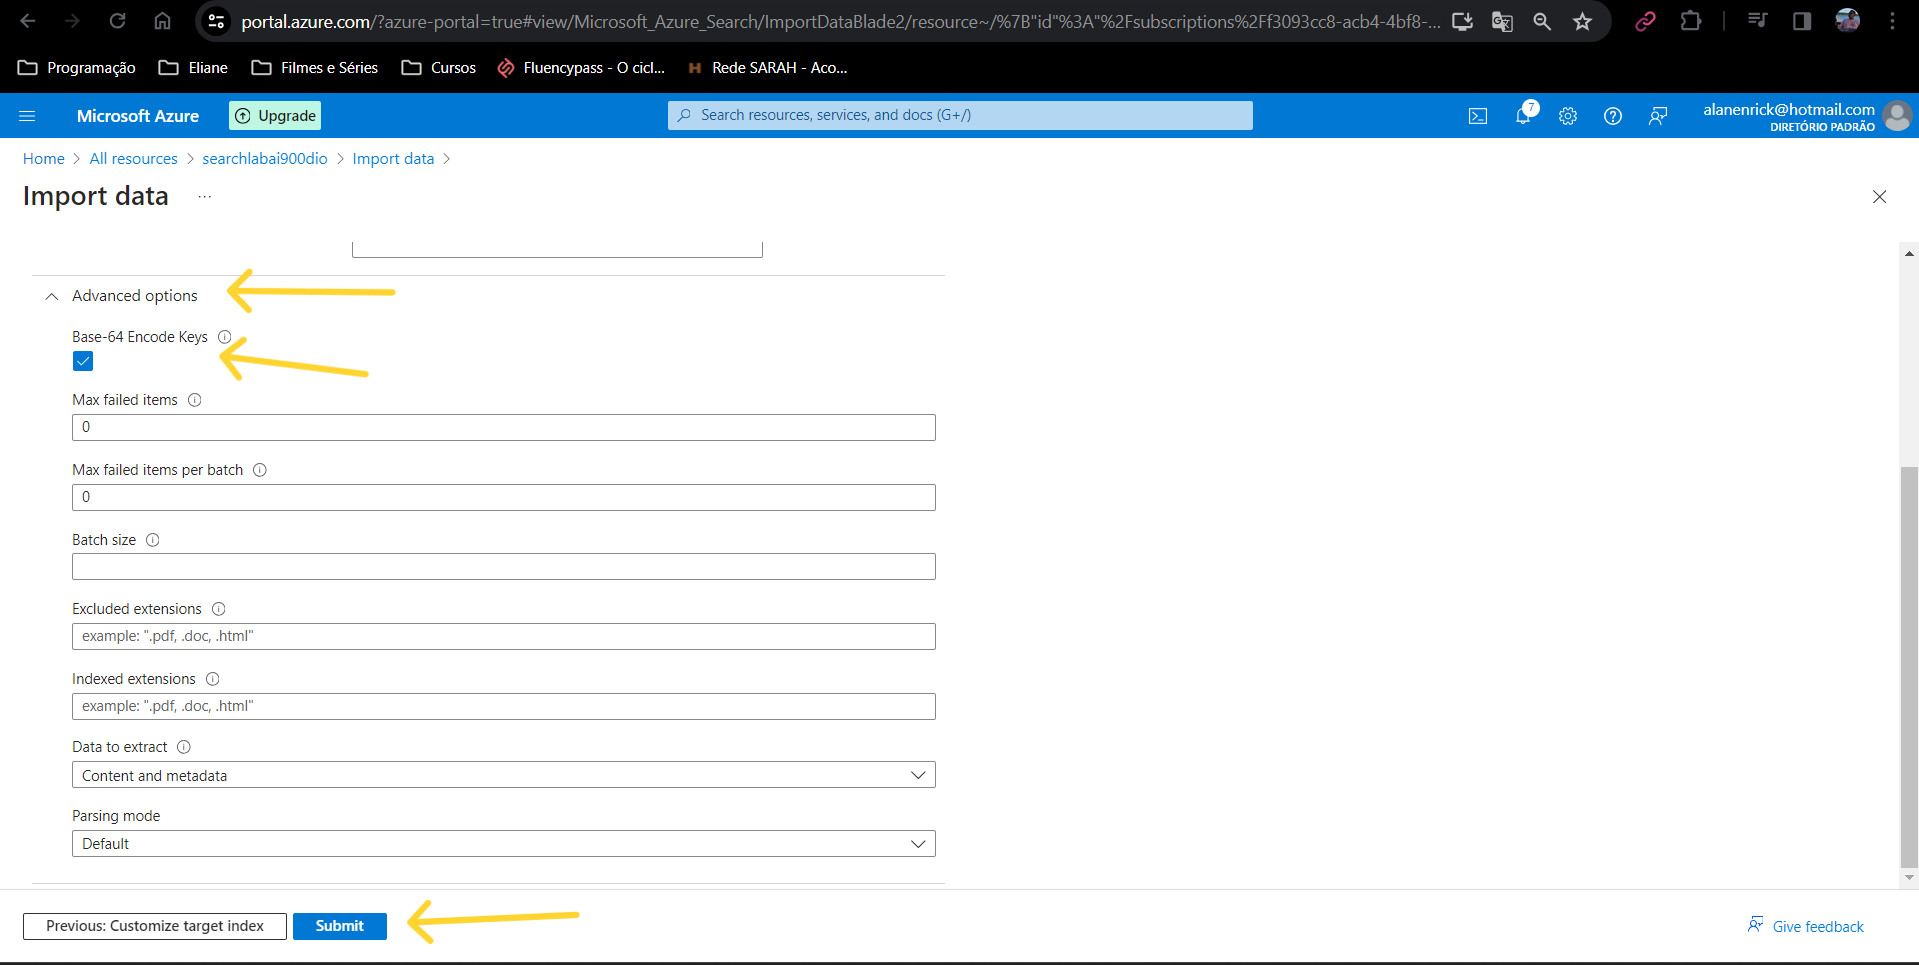 portal.azure.com/?azure-portal=true#view/Microsoft_Azure_Search/ImportDataBlade2/resource~/%7B"id"%3A"%2Fsubscriptions%2Ff3093cc8-acb4-4bf8-...
Programação Eliane Filmes e Séries Cursos Fluencypass - O cicl... H Rede SARAH - Aco...
Microsoft Azure Upgrade Search resources, services, and docs (G+/) 7 alanenrick@hotmail.com
DIRETÓRIO PADRÃO
Home > All resources > searchlabai900dio > Import data >
Import data ...
Advanced options
Base-64 Encode Keys
Max failed items
0
Max failed items per batch
0
Batch size
Excluded extensions
example: ".pdf, .doc, .html"
Indexed extensions
example: ".pdf, .doc, .html"
Data to extract
Content and metadata
Parsing mode
Default
Previous: Customize target index Submit Give feedback